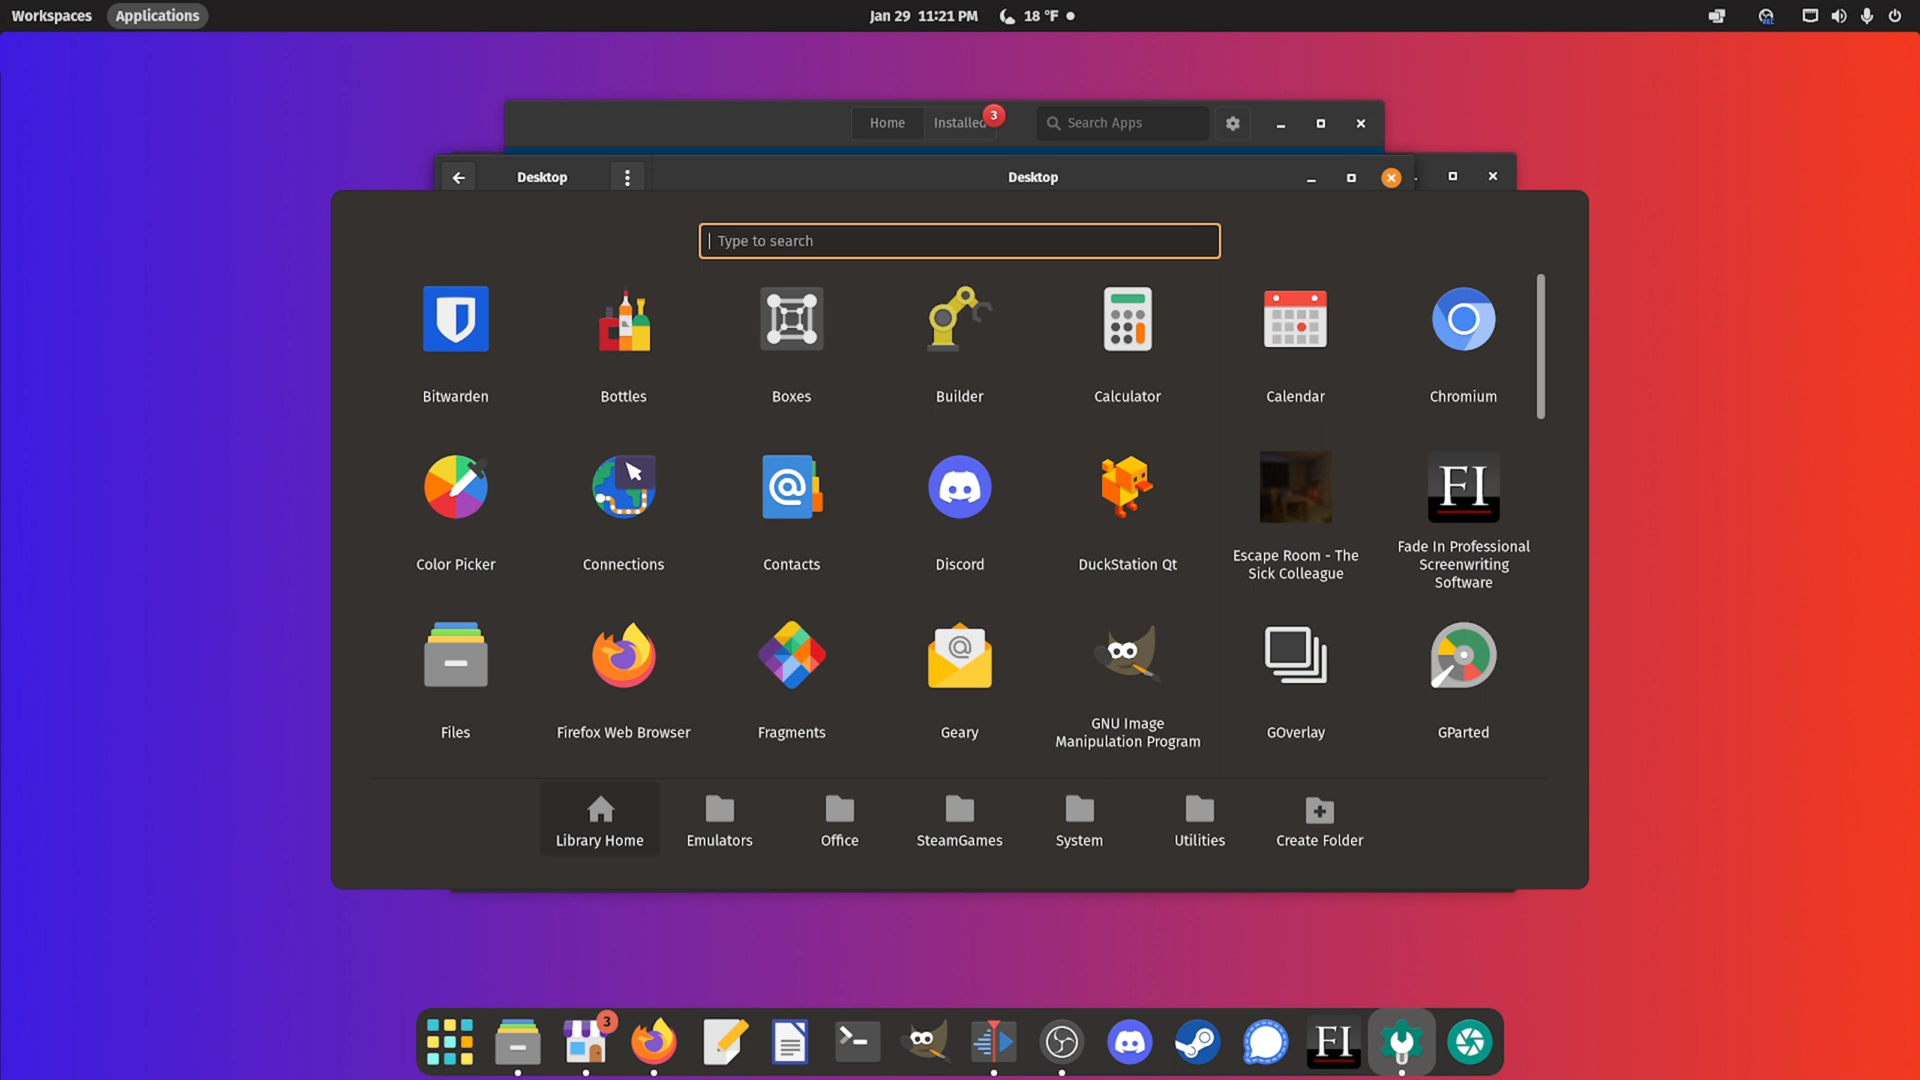 Workspaces Applications Jan 29 11:21 PM 18 °F REC
Home Installed 3 Search Apps
Desktop Desktop
Type to search
Bitwarden Bottles Boxes Builder Calculator Calendar Chromium
FI
Color Picker Connections Contacts Discord DuckStation Qt Escape Room - The Fade In Professional
Sick Colleague Screenwriting
Software
Files Firefox Web Browser Fragments Geary GNU Image GOverlay GParted
Manipulation Program
Library Home Emulators Office SteamGames System Utilities Create Folder
3 FI